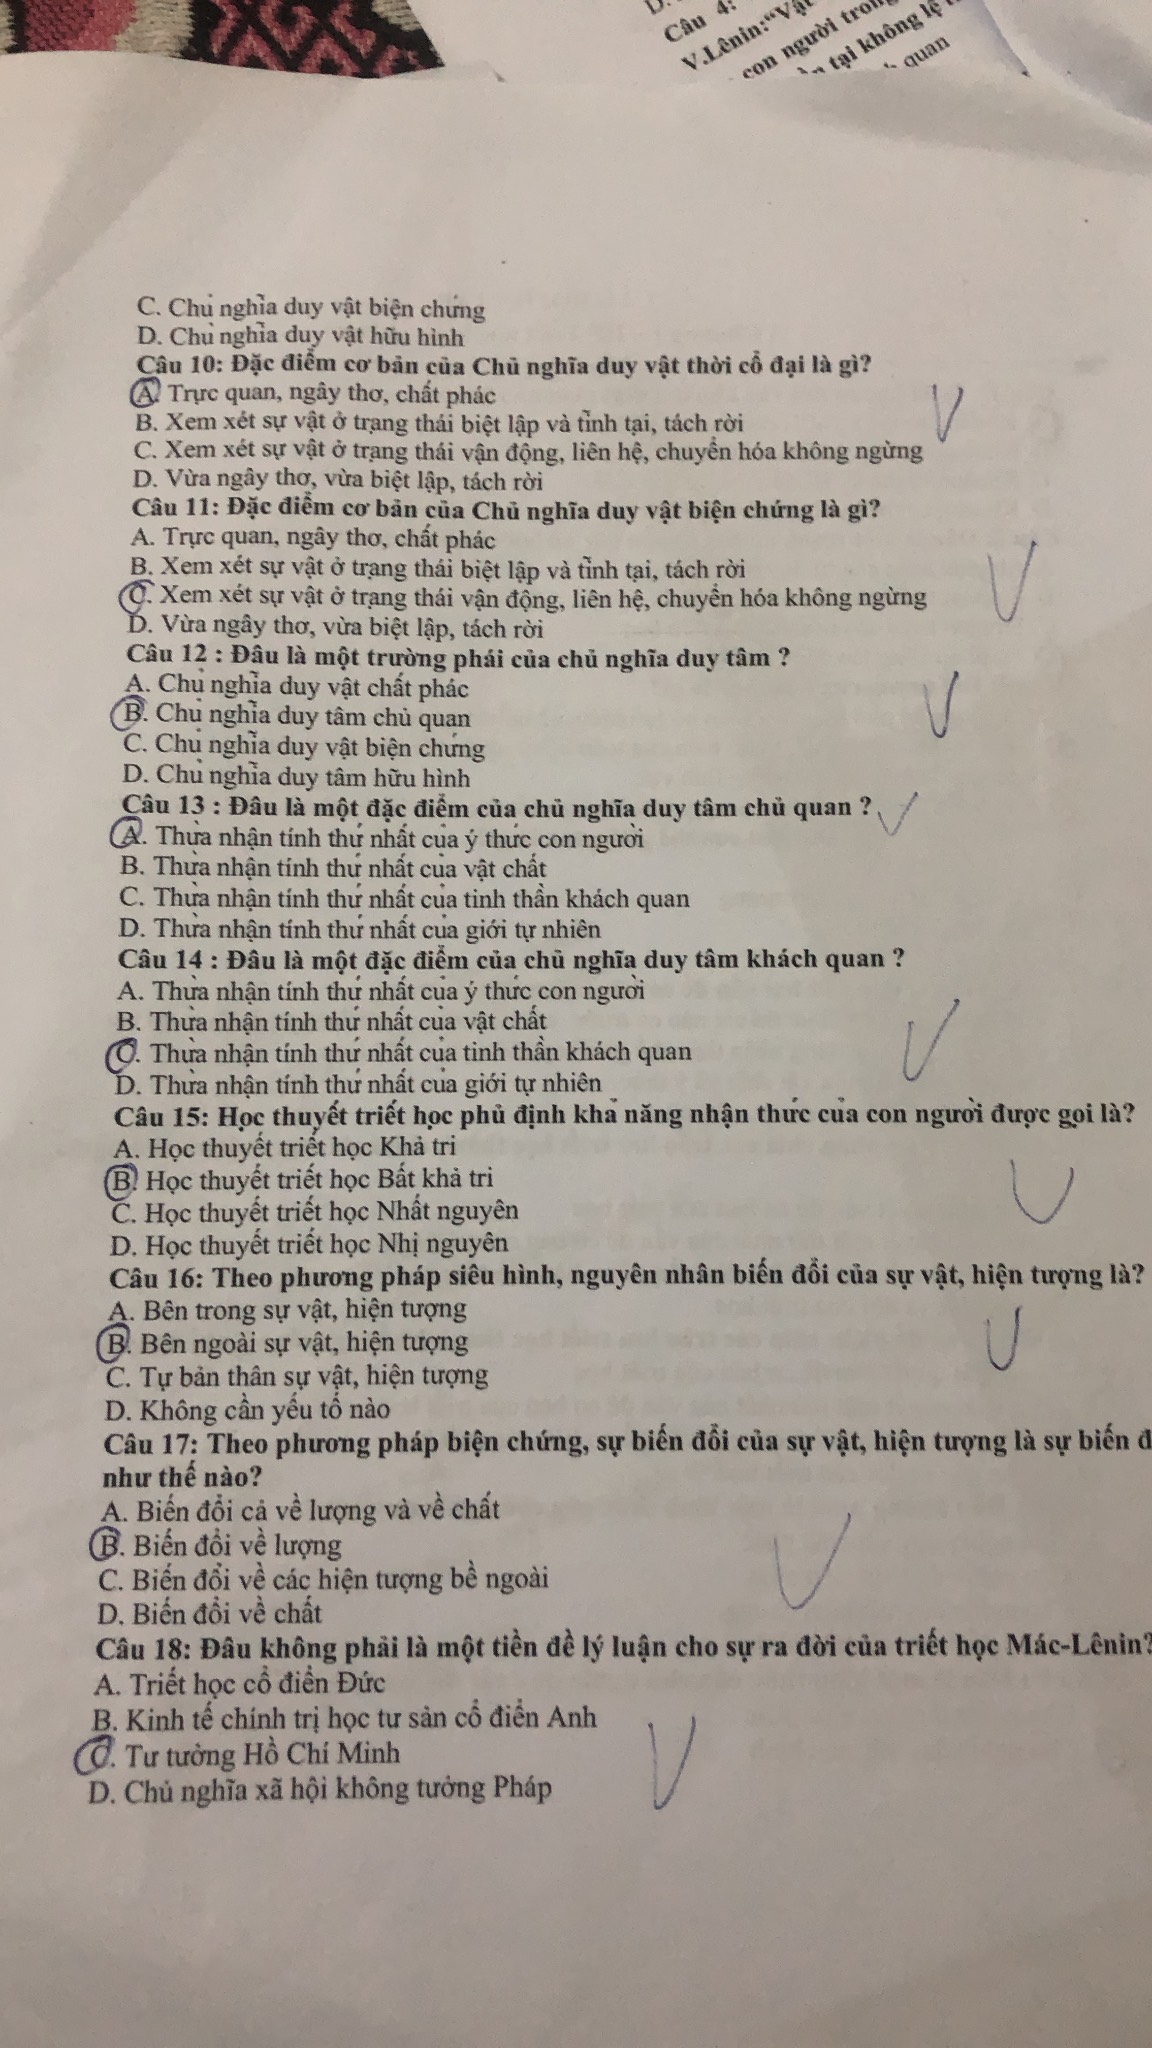 Câu 4:
V.Lênin:“Vật
con người tron
tại không lệ
quan
C. Chủ nghĩa duy vật biện chứng
D. Chủ nghĩa duy vật hữu hình
Câu 10: Đặc điểm cơ bản của Chủ nghĩa duy vật thời cổ đại là gì?
A. Trực quan, ngây thơ, chất phác
B. Xem xét sự vật ở trạng thái biệt lập và tĩnh tại, tách rời
C. Xem xét sự vật ở trạng thái vận động, liên hệ, chuyển hóa không ngừng
D. Vừa ngây thơ, vừa biệt lập, tách rời
Câu 11: Đặc điểm cơ bản của Chủ nghĩa duy vật biện chứng là gì?
A. Trực quan, ngây thơ, chất phác
B. Xem xét sự vật ở trạng thái biệt lập và tĩnh tại, tách rời
C. Xem xét sự vật ở trạng thái vận động, liên hệ, chuyển hóa không ngừng
D. Vừa ngây thơ, vừa biệt lập, tách rời
Câu 12 : Đâu là một trường phái của chủ nghĩa duy tâm ?
A. Chủ nghĩa duy vật chất phác
B. Chủ nghĩa duy tâm chủ quan
C. Chủ nghĩa duy vật biện chứng
D. Chủ nghĩa duy tâm hữu hình
Câu 13 : Đâu là một đặc điểm của chủ nghĩa duy tâm chủ quan ?
A. Thừa nhận tính thứ nhất của ý thức con người
B. Thừa nhận tính thứ nhất của vật chất
C. Thừa nhận tính thứ nhất của tinh thần khách quan
D. Thừa nhận tính thứ nhất của giới tự nhiên
Câu 14 : Đâu là một đặc điểm của chủ nghĩa duy tâm khách quan ?
A. Thừa nhận tính thứ nhất của ý thức con người
B. Thừa nhận tính thứ nhất của vật chất
C. Thừa nhận tính thứ nhất của tinh thần khách quan
D. Thừa nhận tính thứ nhất của giới tự nhiên
Câu 15: Học thuyết triết học phủ định khả năng nhận thức của con người được gọi là?
A. Học thuyết triết học Khả tri
B. Học thuyết triết học Bất khả tri
C. Học thuyết triết học Nhất nguyên
D. Học thuyết triết học Nhị nguyên
Câu 16: Theo phương pháp siêu hình, nguyên nhân biến đổi của sự vật, hiện tượng là?
A. Bên trong sự vật, hiện tượng
B. Bên ngoài sự vật, hiện tượng
C. Tự bản thân sự vật, hiện tượng
D. Không cần yếu tố nào
Câu 17: Theo phương pháp biện chứng, sự biến đổi của sự vật, hiện tượng là sự biến đ
như thế nào?
A. Biến đổi cả về lượng và về chất
B. Biến đổi về lượng
C. Biến đổi về các hiện tượng bề ngoài
D. Biến đổi về chất
Câu 18: Đâu không phải là một tiền đề lý luận cho sự ra đời của triết học Mác-Lênin?
A. Triết học cổ điển Đức
B. Kinh tế chính trị học tư sản cổ điển Anh
C. Tư tưởng Hồ Chí Minh
D. Chủ nghĩa xã hội không tưởng Pháp